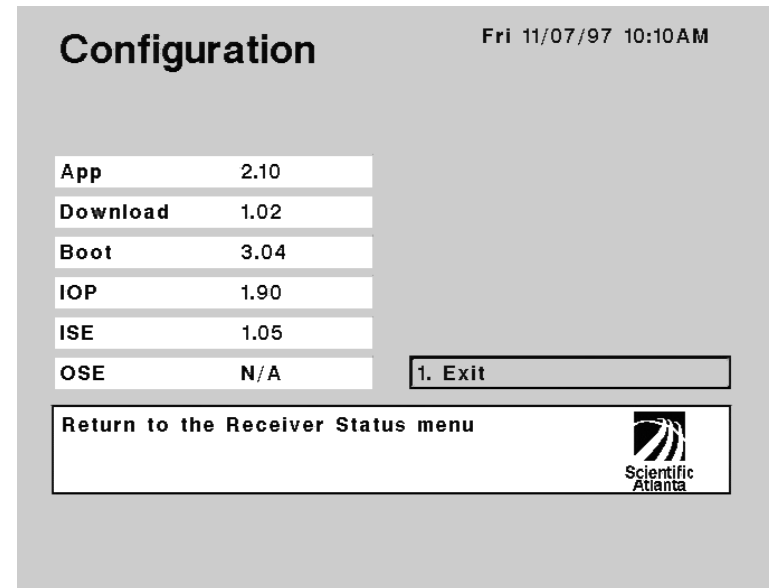 Configuration
Fri 11/07/97 10:10AM
App 2.10
Download 1.02
Boot 3.04
IOP 1.90
ISE 1.05
OSE N/A
1. Exit
Return to the Receiver Status menu
Scientific
Atlanta